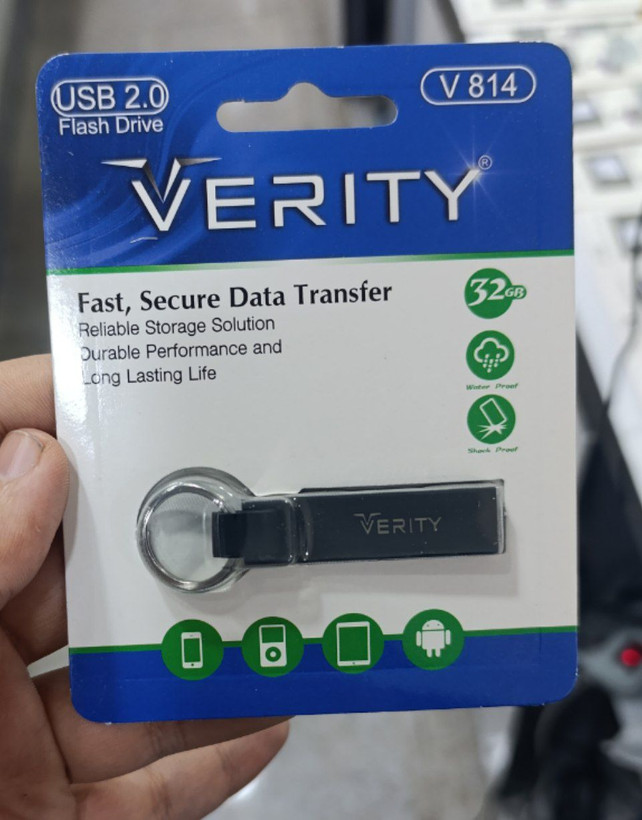 USB 2.0
Flash Drive
V 814
VERITY®
Fast, Secure Data Transfer
Reliable Storage Solution
Durable Performance and
Long Lasting Life
32GB
Water Proof
Shock Proof
VERITY